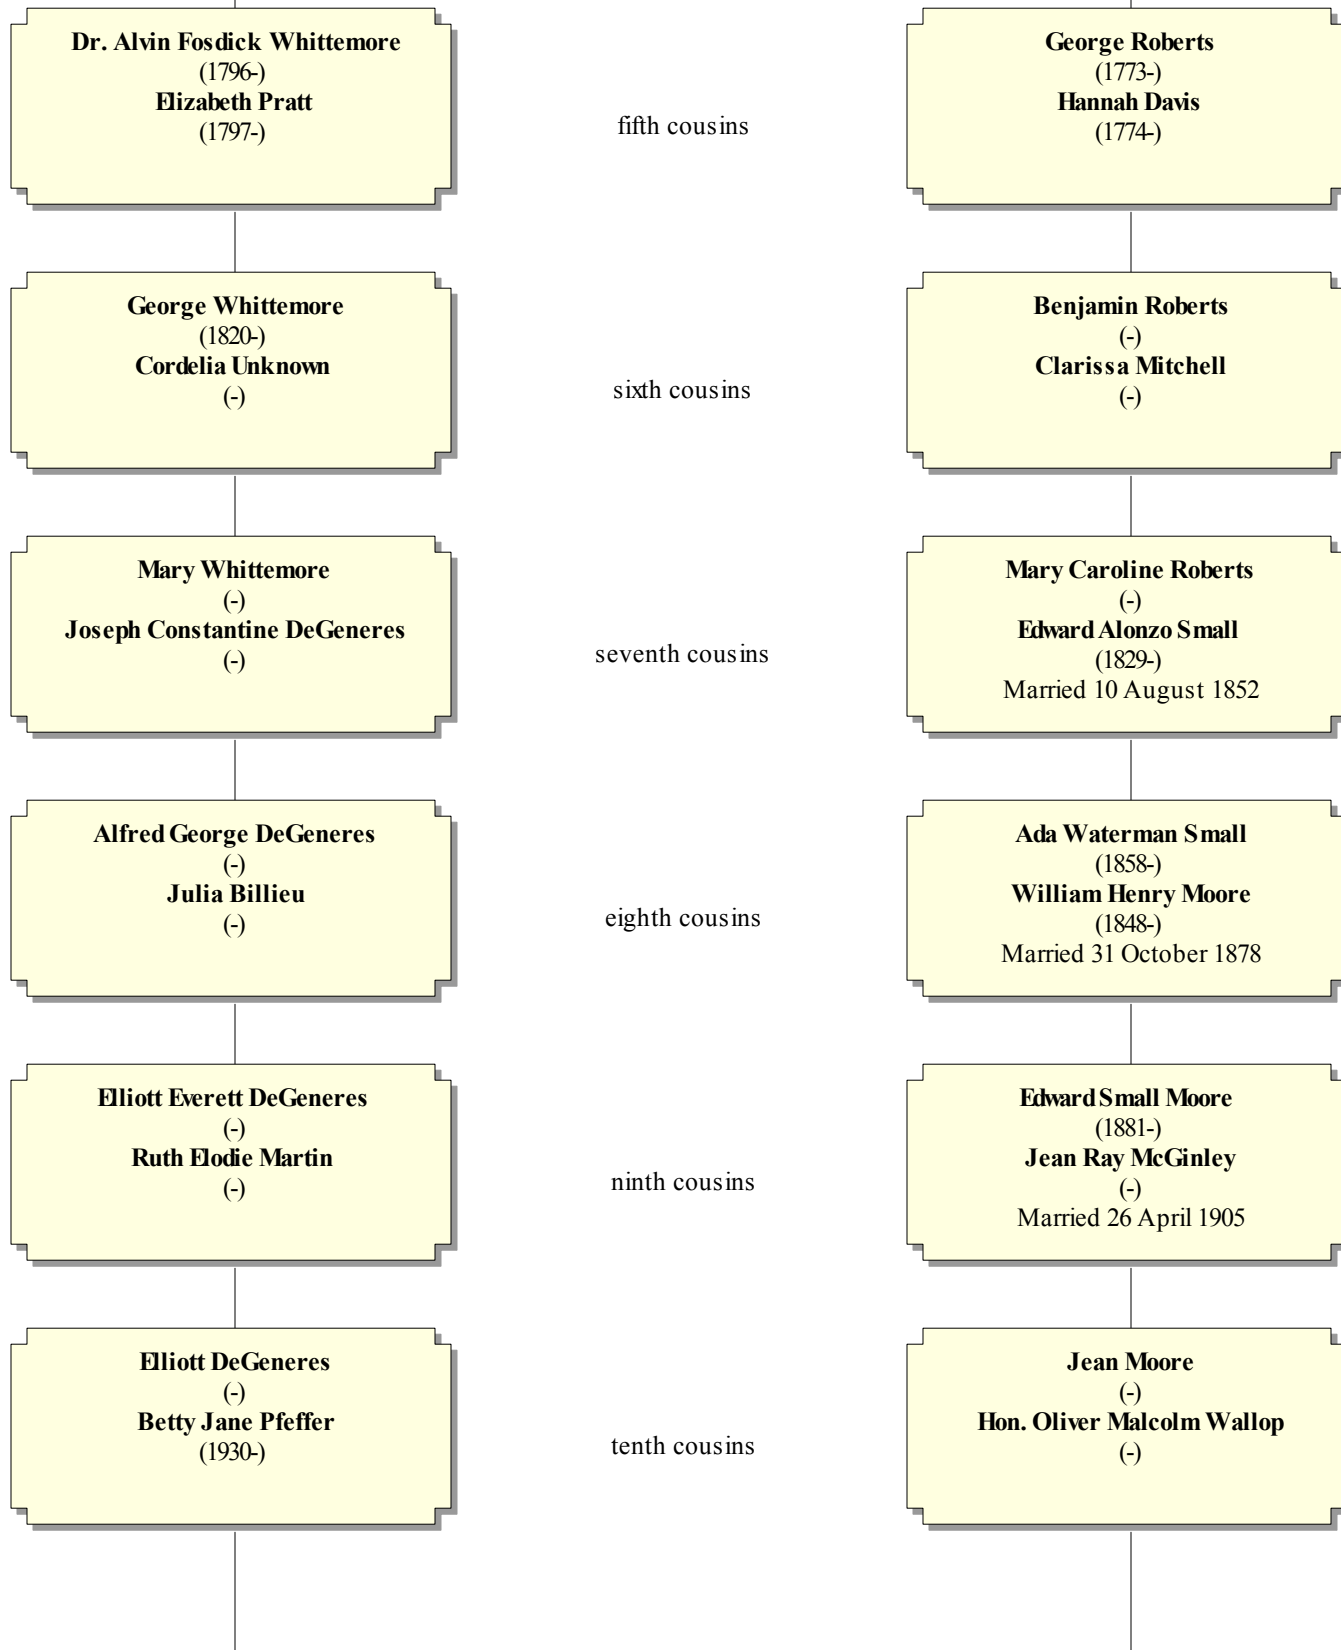 Dr. Alvin Fosdick Whittemore
(1796-)
Elizabeth Pratt
(1797-)
fifth cousins
George Roberts
(1773-)
Hannah Davis
(1774-)
George Whittemore
(1820-)
Cordelia Unknown
(-)
sixth cousins
Benjamin Roberts
(-)
Clarissa Mitchell
(-)
Mary Whittemore
(-)
Joseph Constantine DeGeneres
(-)
seventh cousins
Mary Caroline Roberts
(-)
Edward Alonzo Small
(1829-)
Married 10 August 1852
Alfred George DeGeneres
(-)
Julia Billieu
(-)
eighth cousins
Ada Waterman Small
(1858-)
William Henry Moore
(1848-)
Married 31 October 1878
Elliott Everett DeGeneres
(-)
Ruth Elodie Martin
(-)
ninth cousins
Edward Small Moore
(1881-)
Jean Ray McGinley
(-)
Married 26 April 1905
Elliott DeGeneres
(-)
Betty Jane Pfeffer
(1930-)
tenth cousins
Jean Moore
(-)
Hon. Oliver Malcolm Wallop
(-)